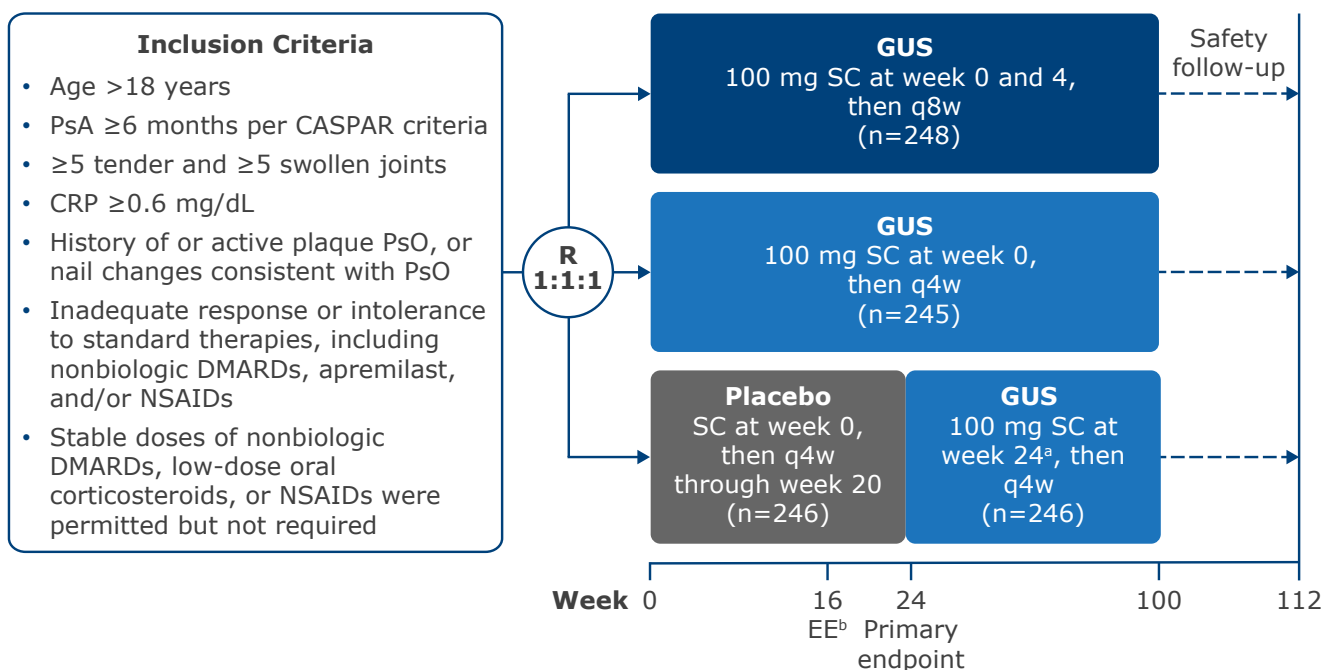 Inclusion Criteria
• Age >18 years
• PsA ≥6 months per CASPAR criteria
• ≥5 tender and ≥5 swollen joints
• CRP ≥0.6 mg/dL
• History of or active plaque PsO, or
nail changes consistent with PsO
• Inadequate response or intolerance
to standard therapies, including
nonbiologic DMARDs, apremilast,
and/or NSAIDs
• Stable doses of nonbiologic
DMARDs, low-dose oral
corticosteroids, or NSAIDs were
permitted but not required
R
1:1:1
GUS
100 mg SC at week 0 and 4,
then q8w
(n=248)
Safety
follow-up
GUS
100 mg SC at week 0,
then q4w
(n=245)
Placebo
SC at week 0,
then q4w
through week 20
(n=246)
GUS
100 mg SC at
week 24ᵃ, then
q4w
(n=246)
Week 0 16 24 100 112
EEᵇ Primary
endpoint